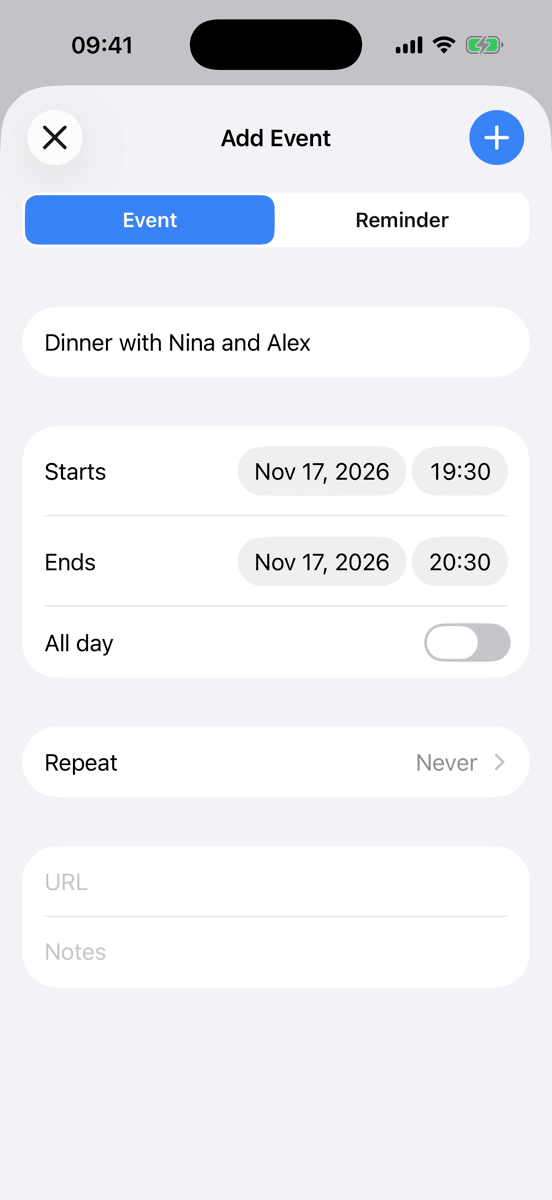 09:41
Add Event
Event Reminder
Dinner with Nina and Alex
Starts Nov 17, 2026 19:30
Ends Nov 17, 2026 20:30
All day
Repeat Never
URL
Notes